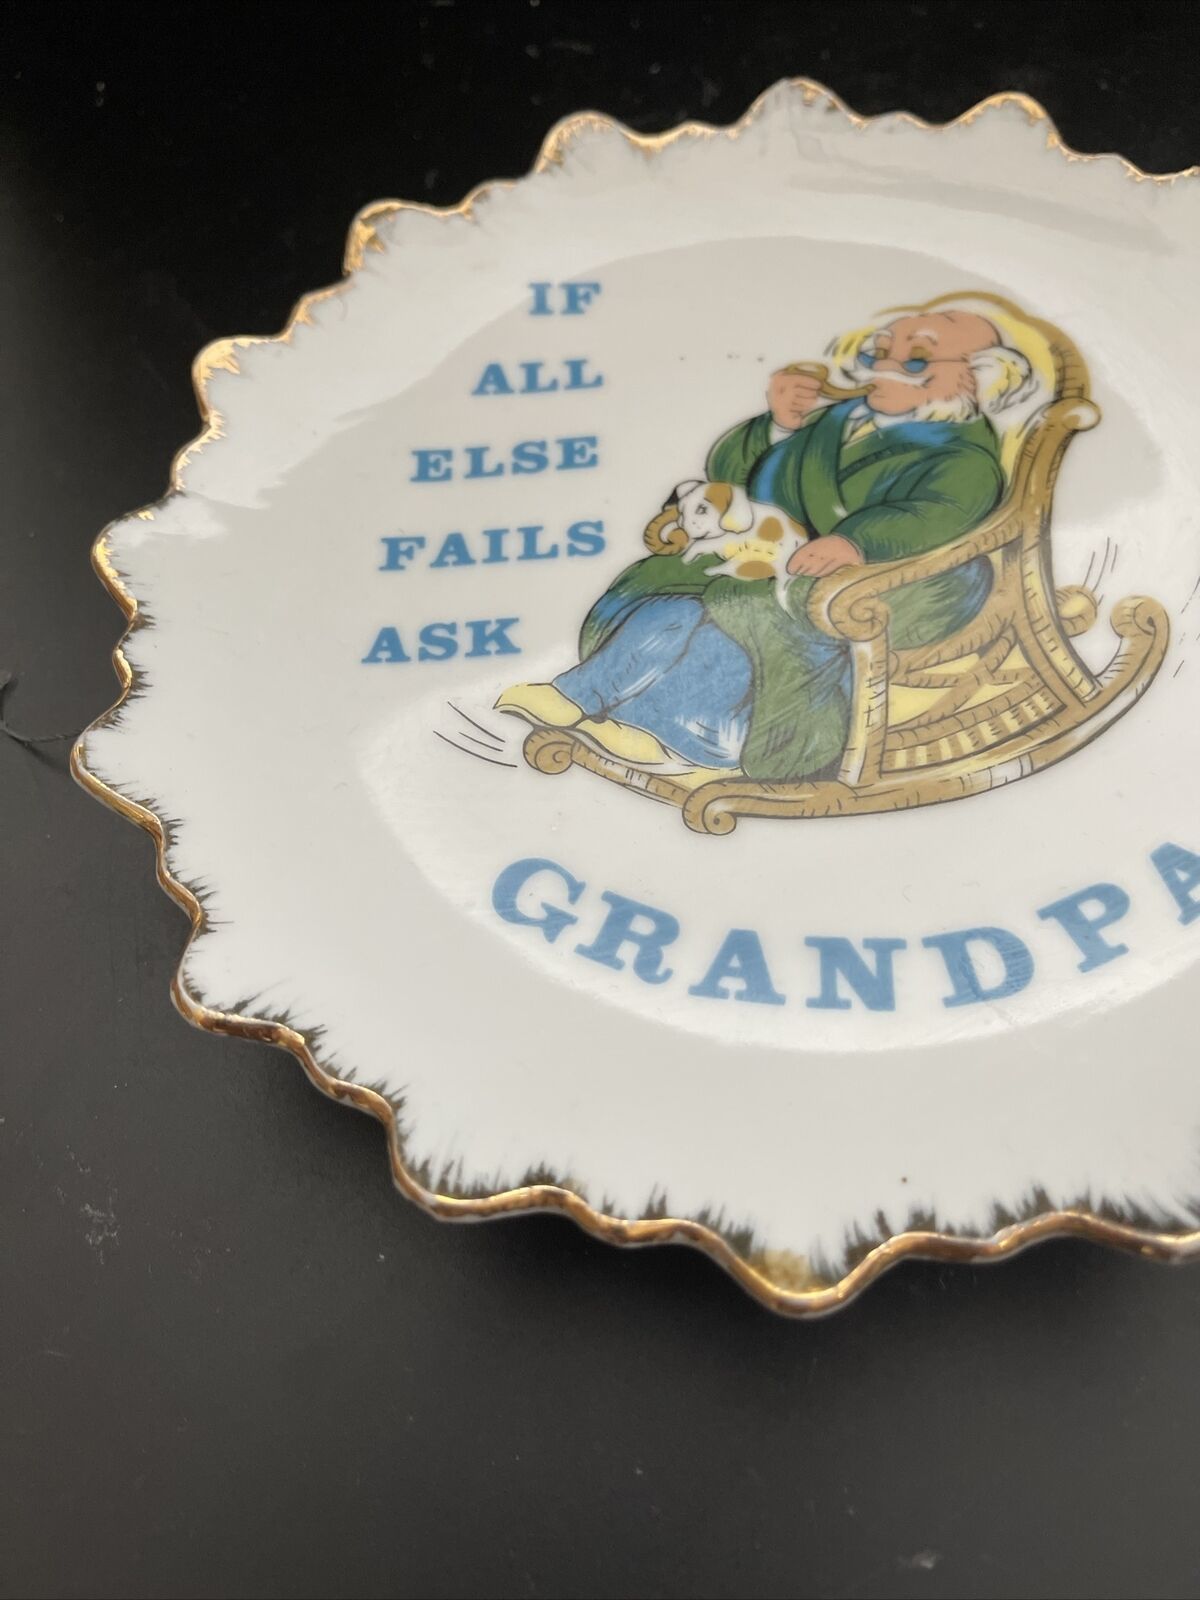 IF
ALL
ELSE
FAILS
ASK
GRANDPA